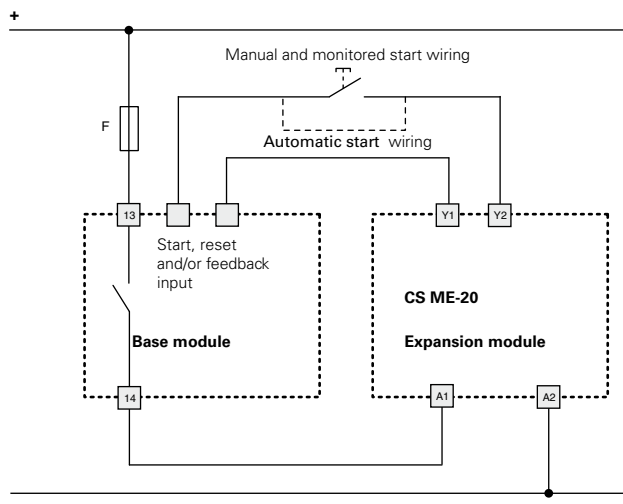 +
Manual and monitored start wiring
F
Automatic start wiring
13
Y1
Y2
Start, reset
and/or feedback
input
CS ME-20
Base module
Expansion module
14
A1
A2